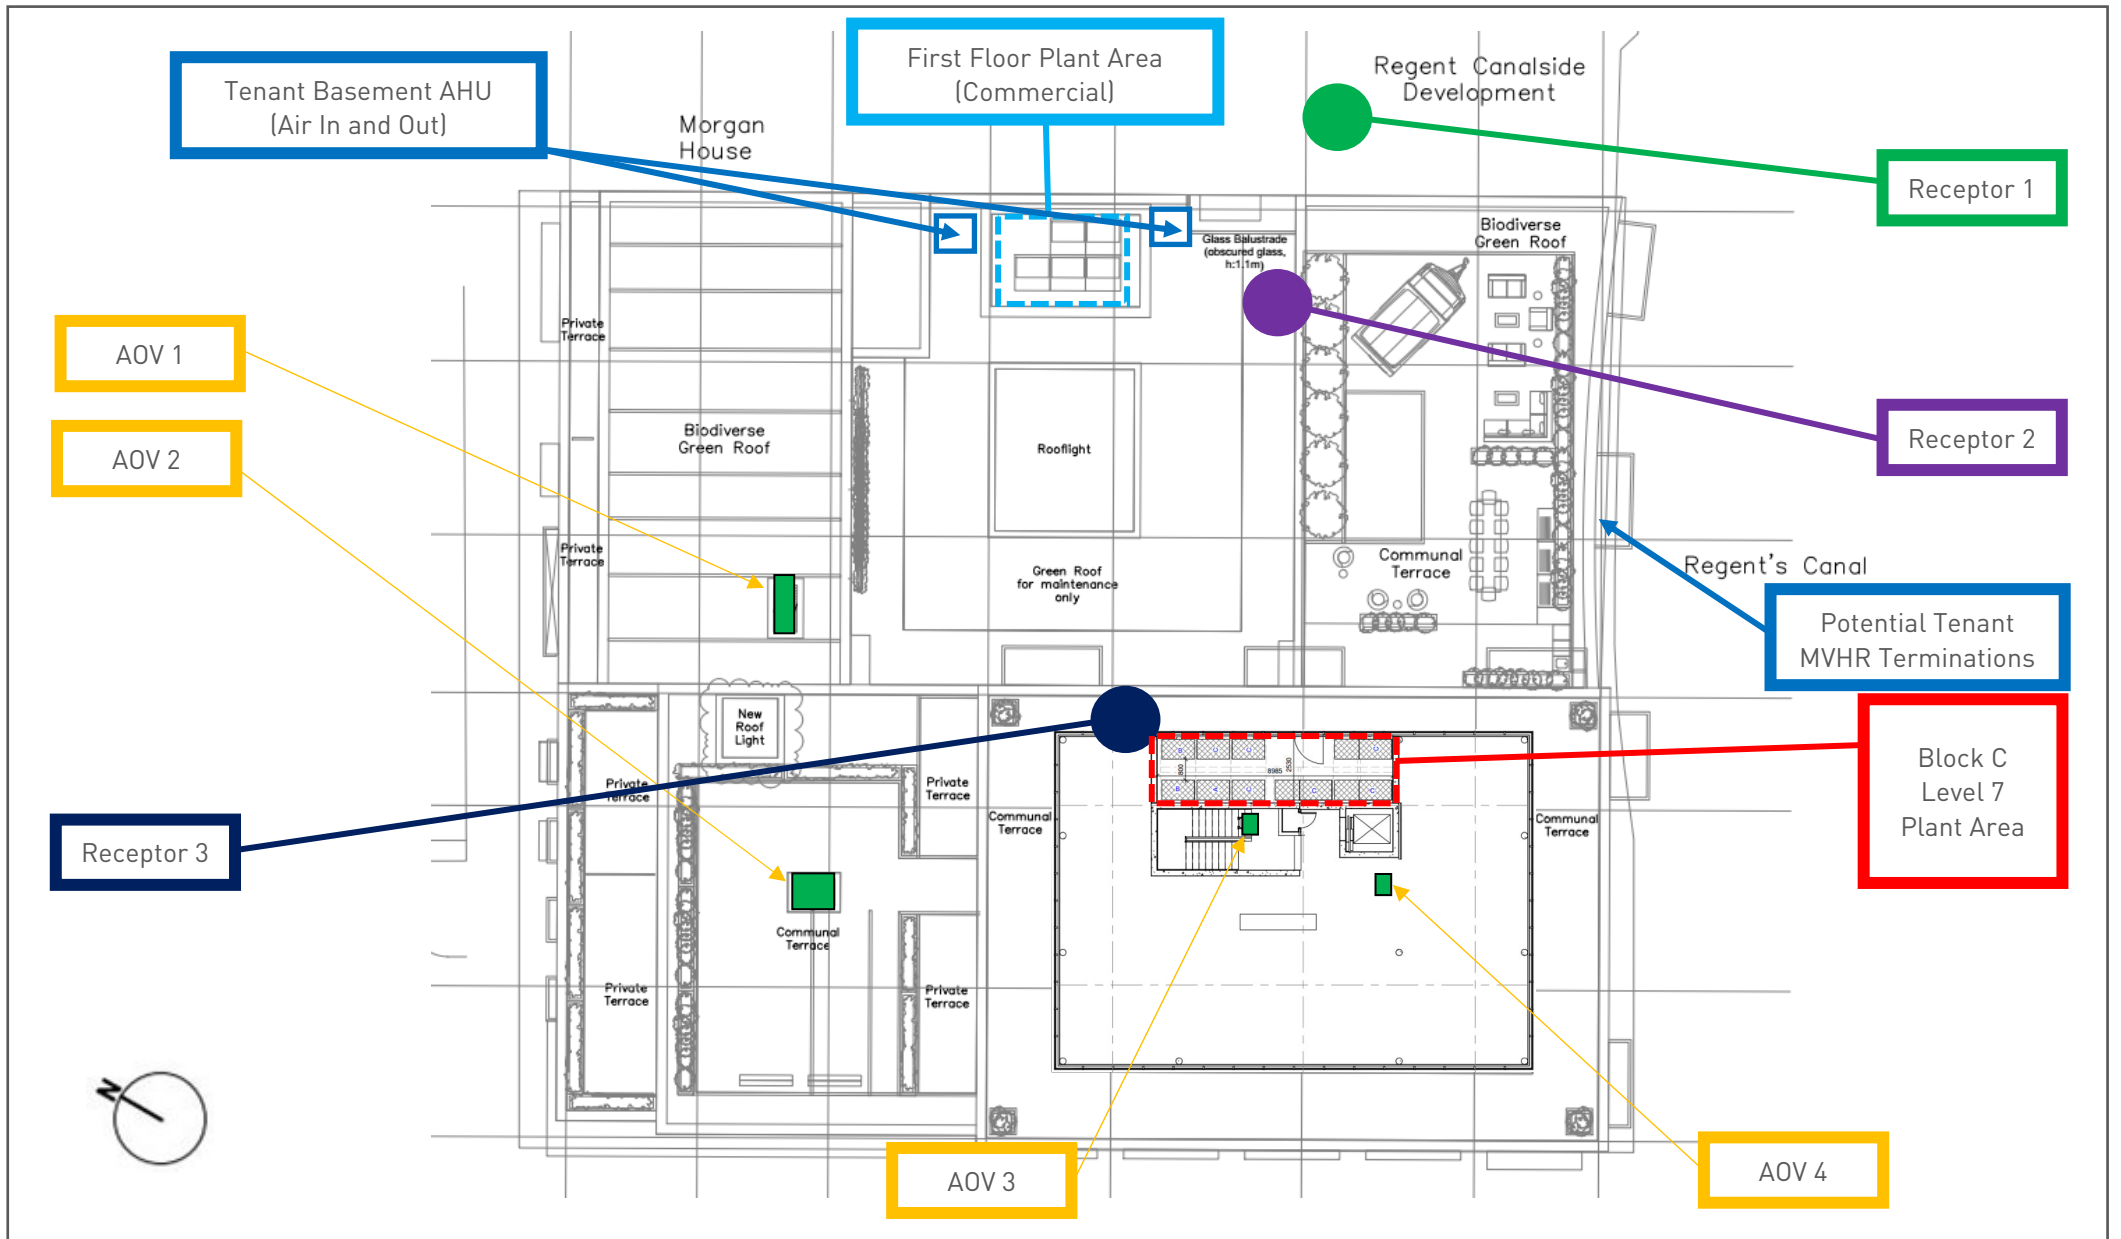 First Floor Plant Area
(Commercial)
Regent Canalside
Development
Tenant Basement AHU
(Air In and Out)
Morgan
House
Receptor 1
Biodiverse
Green Roof
Glass Balustrade
(obscured glass,
h:1.1m)
Private
Terrace
AOV 1
AOV 2
Biodiverse
Green Roof
Rooflight
Receptor 2
Private
Terrace
Green Roof
for maintenance
only
Communal
Terrace
Regent's Canal
Potential Tenant
MVHR Terminations
New
Roof
Light
Block C
Level 7
Plant Area
B C C C
800
8985
2530
B A C C C
Private
Terrace
Private
Terrace
Communal
Terrace
Communal
Terrace
Receptor 3
Communal
Terrace
Private
Terrace
Private
Terrace
N
AOV 3
AOV 4